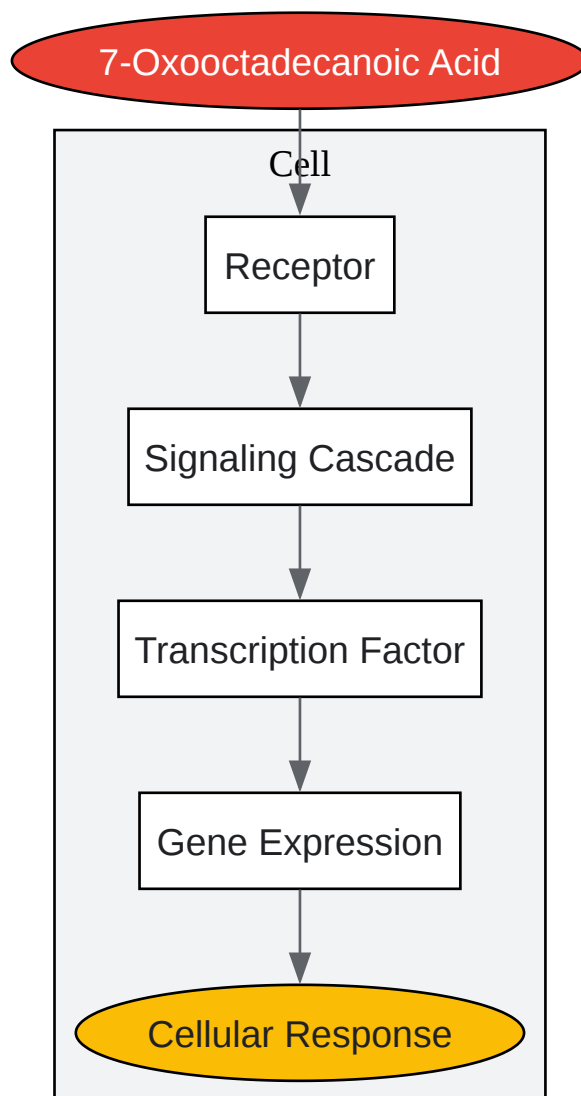 7-Oxooctadecanoic Acid
Cell
Receptor
Signaling Cascade
Transcription Factor
Gene Expression
Cellular Response